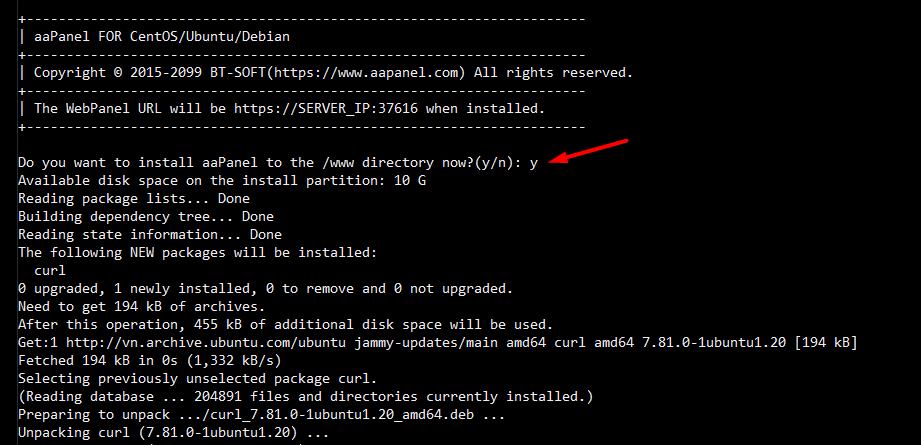 +----------------------------------------------------------------------
| aaPanel FOR CentOS/Ubuntu/Debian
+----------------------------------------------------------------------
| Copyright © 2015-2099 BT-SOFT(https://www.aapanel.com) All rights reserved.
+----------------------------------------------------------------------
| The WebPanel URL will be https://SERVER_IP:37616 when installed.
+----------------------------------------------------------------------
Do you want to install aaPanel to the /www directory now?(y/n): y
Available disk space on the install partition: 10 G
Reading package lists... Done
Building dependency tree... Done
Reading state information... Done
The following NEW packages will be installed:
  curl
0 upgraded, 1 newly installed, 0 to remove and 0 not upgraded.
Need to get 194 kB of archives.
After this operation, 455 kB of additional disk space will be used.
Get:1 http://vn.archive.ubuntu.com/ubuntu jammy-updates/main amd64 curl amd64 7.81.0-1ubuntu1.20 [194 kB]
Fetched 194 kB in 0s (1,332 kB/s)
Selecting previously unselected package curl.
(Reading database ... 204891 files and directories currently installed.)
Preparing to unpack .../curl_7.81.0-1ubuntu1.20_amd64.deb ...
Unpacking curl (7.81.0-1ubuntu1.20) ...